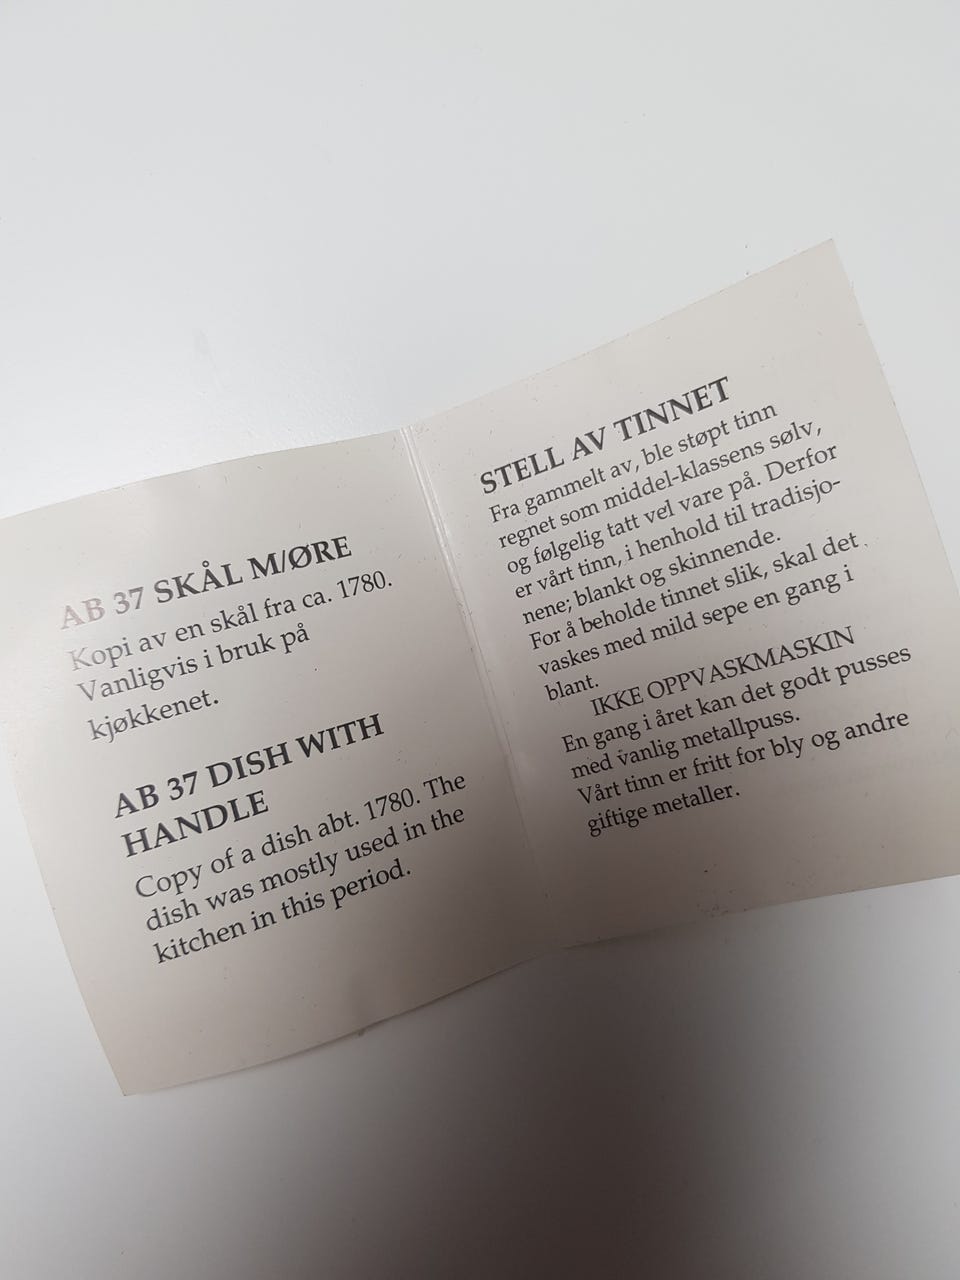 AB 37 SKÅL M/ØRE
Kopi av en skål fra ca. 1780.
Vanligvis i bruk på
kjøkkenet.
AB 37 DISH WITH
HANDLE
Copy of a dish abt. 1780. The
dish was mostly used in the
kitchen in this period.
STELL AV TINNET
Fra gammelt av, ble støpt tinn
regnet som middel-klassens sølv,
og følgelig tatt vel vare på. Derfor
er vårt tinn, i henhold til tradisjo-
nene; blankt og skinnende.
For å beholde tinnet slik, skal det
vaskes med mild sepe en gang i
blant.
IKKE OPPVASKMASKIN
En gang i året kan det godt pusses
med vanlig metallpuss.
Vårt tinn er fritt for bly og andre
giftige metaller.